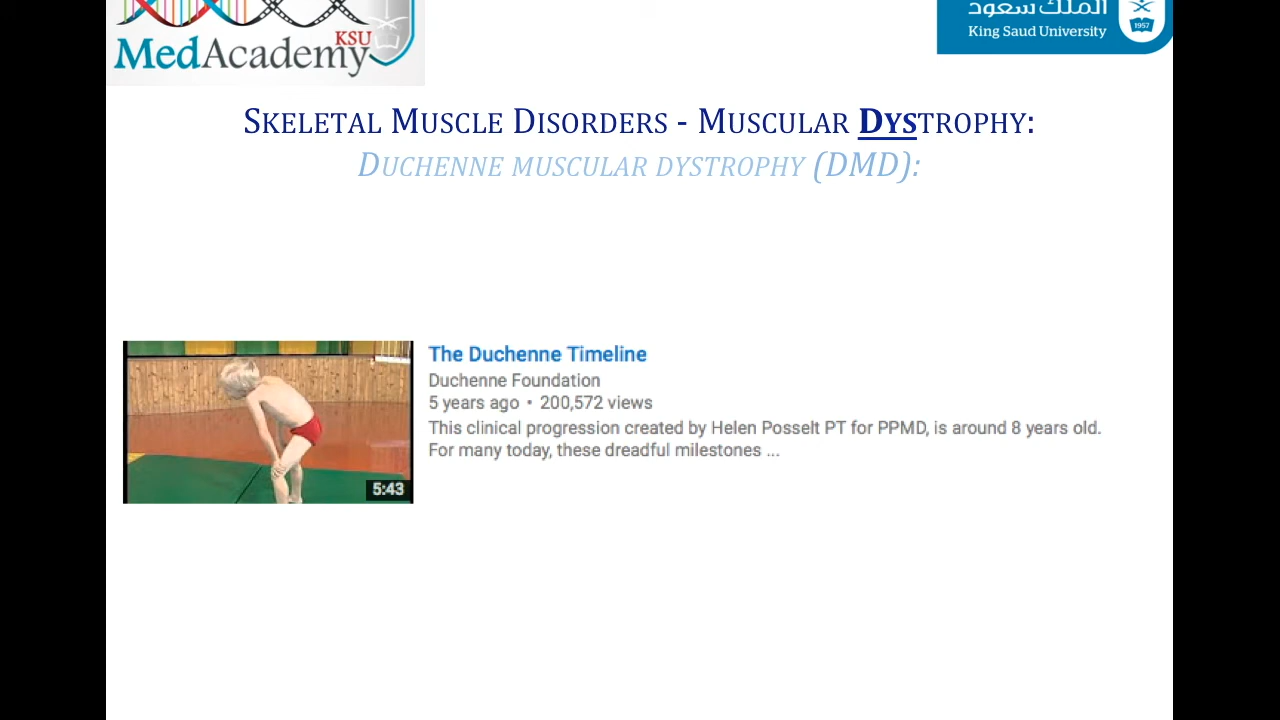 KSU
MedAcademy
الملك سعود
King Saud University
1957
SKELETAL MUSCLE DISORDERS - MUSCULAR DYSTROPHY:
DUCHENNE MUSCULAR DYSTROPHY (DMD):
The Duchenne Timeline
Duchenne Foundation
5 years ago • 200,572 views
This clinical progression created by Helen Posselt PT for PPMD, is around 8 years old.
For many today, these dreadful milestones ...
5:43